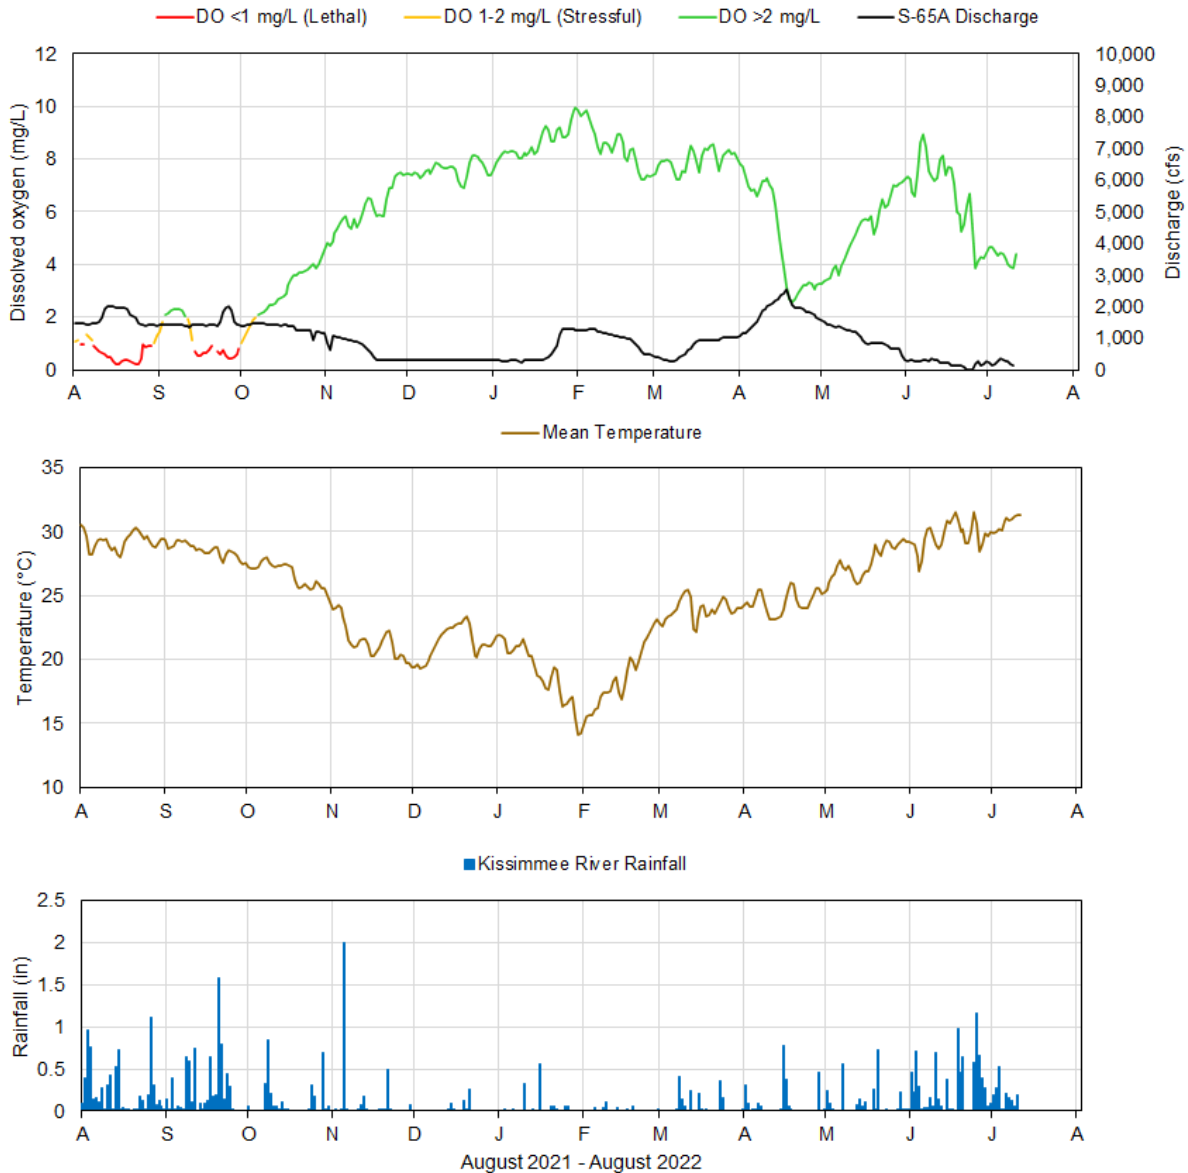 DO <1 mg/L (Lethal) DO 1-2 mg/L (Stressful) DO >2 mg/L S-65A Discharge
Dissolved oxygen (mg/L)
12
10
8
6
4
2
0
10,000
9,000
8,000
7,000
6,000
5,000
4,000
3,000
2,000
1,000
0
Discharge (cfs)
A S O N D J F M A M J J A
Mean Temperature
Temperature (°C)
35
30
25
20
15
10
A S O N D J F M A M J J A
Kissimmee River Rainfall
Rainfall (in)
2.5
2
1.5
1
0.5
0
A S O N D J F M A M J J A
August 2021 - August 2022